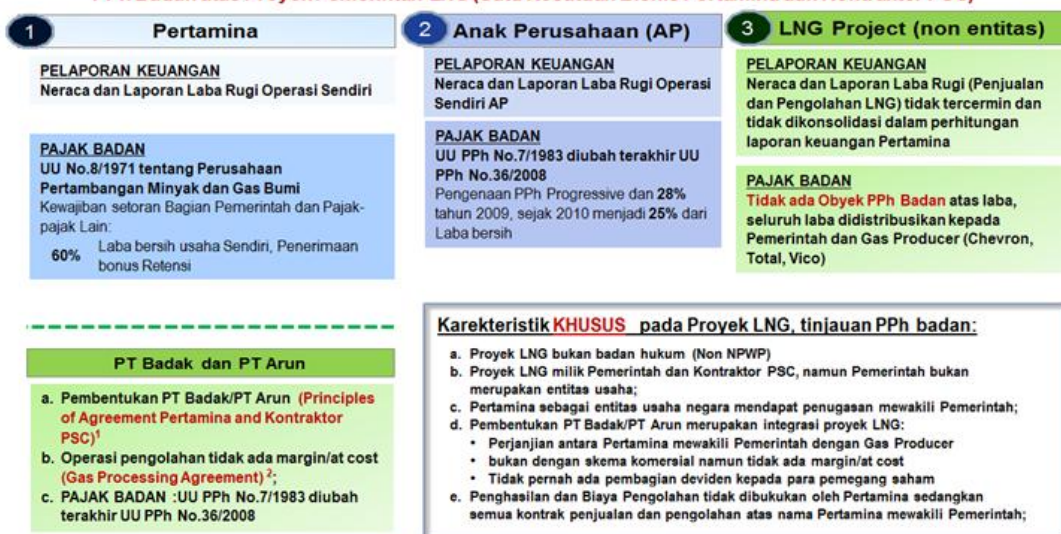 1 Pertamina
PELAPORAN KEUANGAN
Neraca dan Laporan Laba Rugi Operasi Sendiri
PAJAK BADAN
UU No.8/1971 tentang Perusahaan
Pertambangan Minyak dan Gas Bumi
Kewajiban setoran Bagian Pemerintah dan Pajak-
pajak Lain:
60% Laba bersih usaha Sendiri, Penerimaan
bonus Retensi
2 Anak Perusahaan (AP)
PELAPORAN KEUANGAN
Neraca dan Laporan Laba Rugi Operasi
Sendiri AP
PAJAK BADAN
UU PPh No.7/1983 diubah terakhir UU
PPh No.36/2008
Pengenaan PPh Progressive dan 28%
tahun 2009, sejak 2010 menjadi 25% dari
Laba bersih
3 LNG Project (non entitas)
PELAPORAN KEUANGAN
Neraca dan Laporan Laba Rugi (Penjualan
dan Pengolahan LNG) tidak tercermin dan
tidak dikonsolidasi dalam perhitungan
laporan keuangan Pertamina
PAJAK BADAN
Tidak ada Obyek PPh Badan atas laba,
seluruh laba didistribusikan kepada
Pemerintah dan Gas Producer (Chevron,
Total, Vico)
PT Badak dan PT Arun
a. Pembentukan PT Badak/PT Arun (Principles
of Agreement Pertamina and Kontraktor
PSC)1
b. Operasi pengolahan tidak ada margin/at cost
(Gas Processing Agreement) 2;
c. PAJAK BADAN :UU PPh No.7/1983 diubah
terakhir UU PPh No.36/2008
Karekteristik KHUSUS pada Proyek LNG, tinjauan PPh badan:
a. Proyek LNG bukan badan hukum (Non NPWP)
b. Proyek LNG milik Pemerintah dan Kontraktor PSC, namun Pemerintah bukan
merupakan entitas usaha;
c. Pertamina sebagai entitas usaha negara mendapat penugasan mewakili Pemerintah;
d. Pembentukan PT Badak/PT Arun merupakan integrasi proyek LNG:
• Perjanjian antara Pertamina mewakili Pemerintah dengan Gas Producer
• bukan dengan skema komersial namun tidak ada margin/at cost
• Tidak pernah ada pembagian deviden kepada para pemegang saham
e. Penghasilan dan Biaya Pengolahan tidak dibukukan oleh Pertamina sedangkan
semua kontrak penjualan dan pengolahan atas nama Pertamina mewakili Pemerintah;